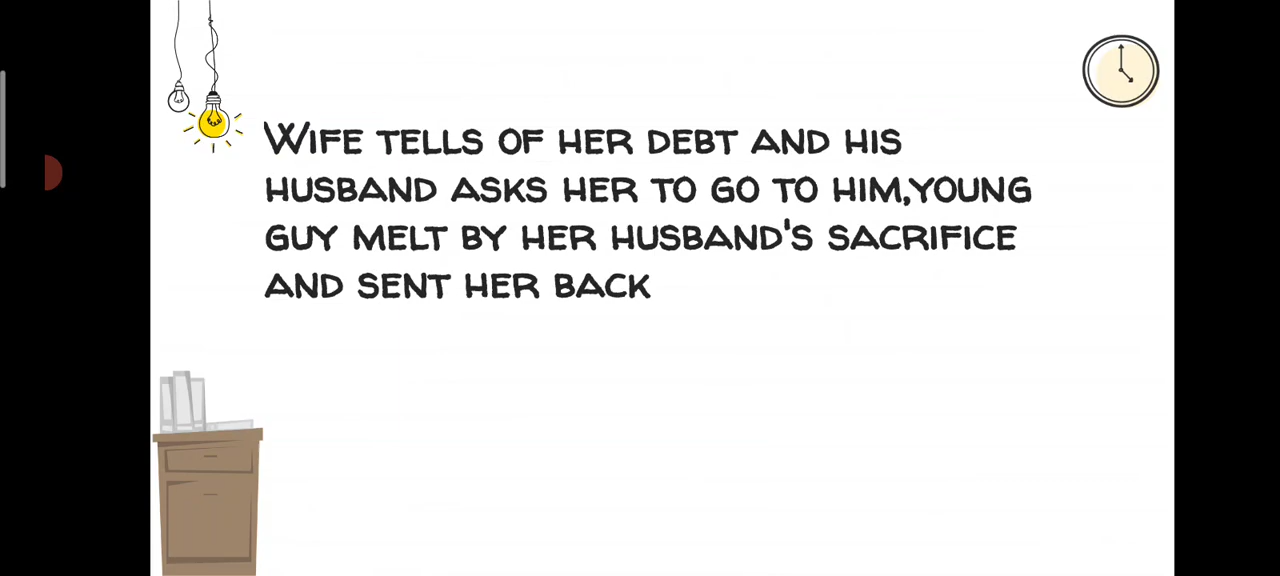 Wife tells of her debt and his
husband asks her to go to him,young
guy melt by her husband's sacrifice
and sent her back